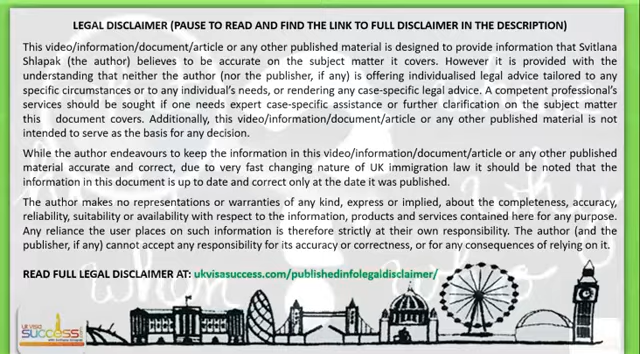 LEGAL DISCLAIMER (PAUSE TO READ AND FIND THE LINK TO FULL DISCLAIMER IN THE DESCRIPTION)
This video/information/document/article or any other published material is designed to provide information that Svitlana
Shlapak (the author) believes to be accurate on the subject matter it covers. However it is provided with the
understanding that neither the author (nor the publisher, if any) is offering individualised legal advice tailored to any
specific circumstances or to any individual's needs, or rendering any case-specific legal advice. A competent professional's
services should be sought if one needs expert case-specific assistance or further clarification on the subject matter
this document covers. Additionally, this video/information/document/article or any other published material is not
intended to serve as the basis for any decision.
While the author endeavours to keep the information in this video/information/document/article or any other published
material accurate and correct, due to very fast changing nature of UK immigration law it should be noted that the
information in this document is up to date and correct only at the date it was published.
The author makes no representations or warranties of any kind, express or implied, about the completeness, accuracy,
reliability, suitability or availability with respect to the information, products and services contained here for any purpose.
Any reliance the user places on such information is therefore strictly at their own responsibility. The author (and the
publisher, if any) cannot accept any responsibility for its accuracy or correctness, or for any consequences of relying on it.
READ FULL LEGAL DISCLAIMER AT: ukvisasuccess.com/publishedinfolegaldisclaimer/
UK VISA
SUCCESS